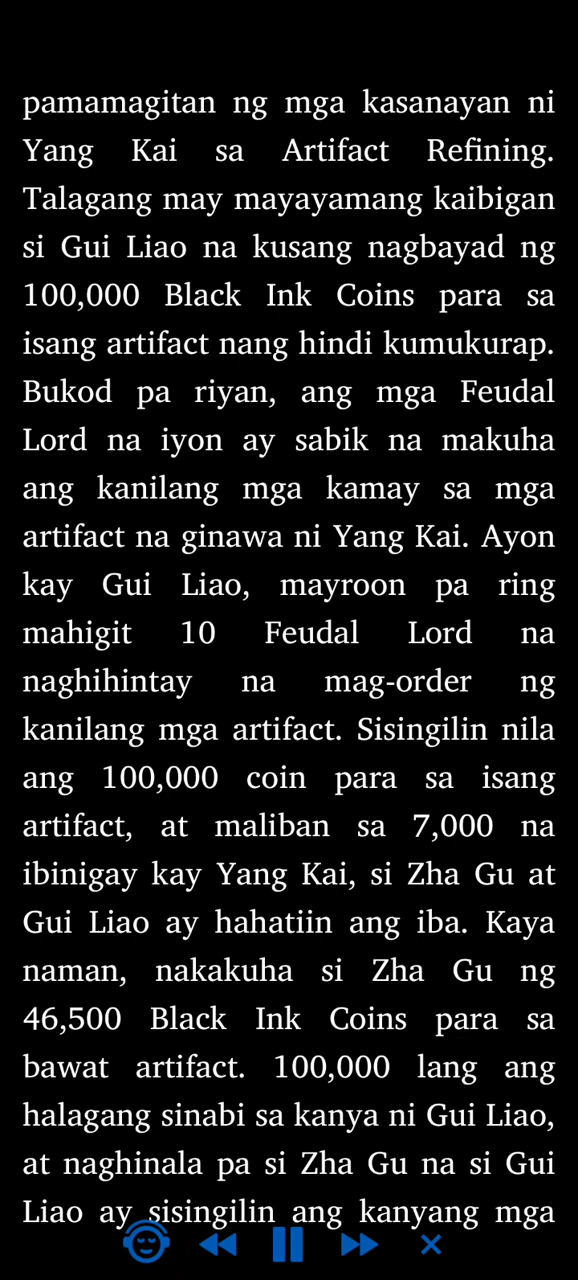 pamamagitan ng mga kasanayan ni
Yang Kai sa Artifact Refining.
Talagang may mayayamang kaibigan
si Gui Liao na kusang nagbayad ng
100,000 Black Ink Coins para sa
isang artifact nang hindi kumukurap.
Bukod pa riyan, ang mga Feudal
Lord na iyon ay sabik na makuha
ang kanilang mga kamay sa mga
artifact na ginawa ni Yang Kai. Ayon
kay Gui Liao, mayroon pa ring
mahigit 10 Feudal Lord na
naghihintay na mag-order ng
kanilang mga artifact. Sisingilin nila
ang 100,000 coin para sa isang
artifact, at maliban sa 7,000 na
ibinigay kay Yang Kai, si Zha Gu at
Gui Liao ay hahatiin ang iba. Kaya
naman, nakakuha si Zha Gu ng
46,500 Black Ink Coins para sa
bawat artifact. 100,000 lang ang
halagang sinabi sa kanya ni Gui Liao,
at naghinala pa si Zha Gu na si Gui
Liao ay sisingilin ang kanyang mga